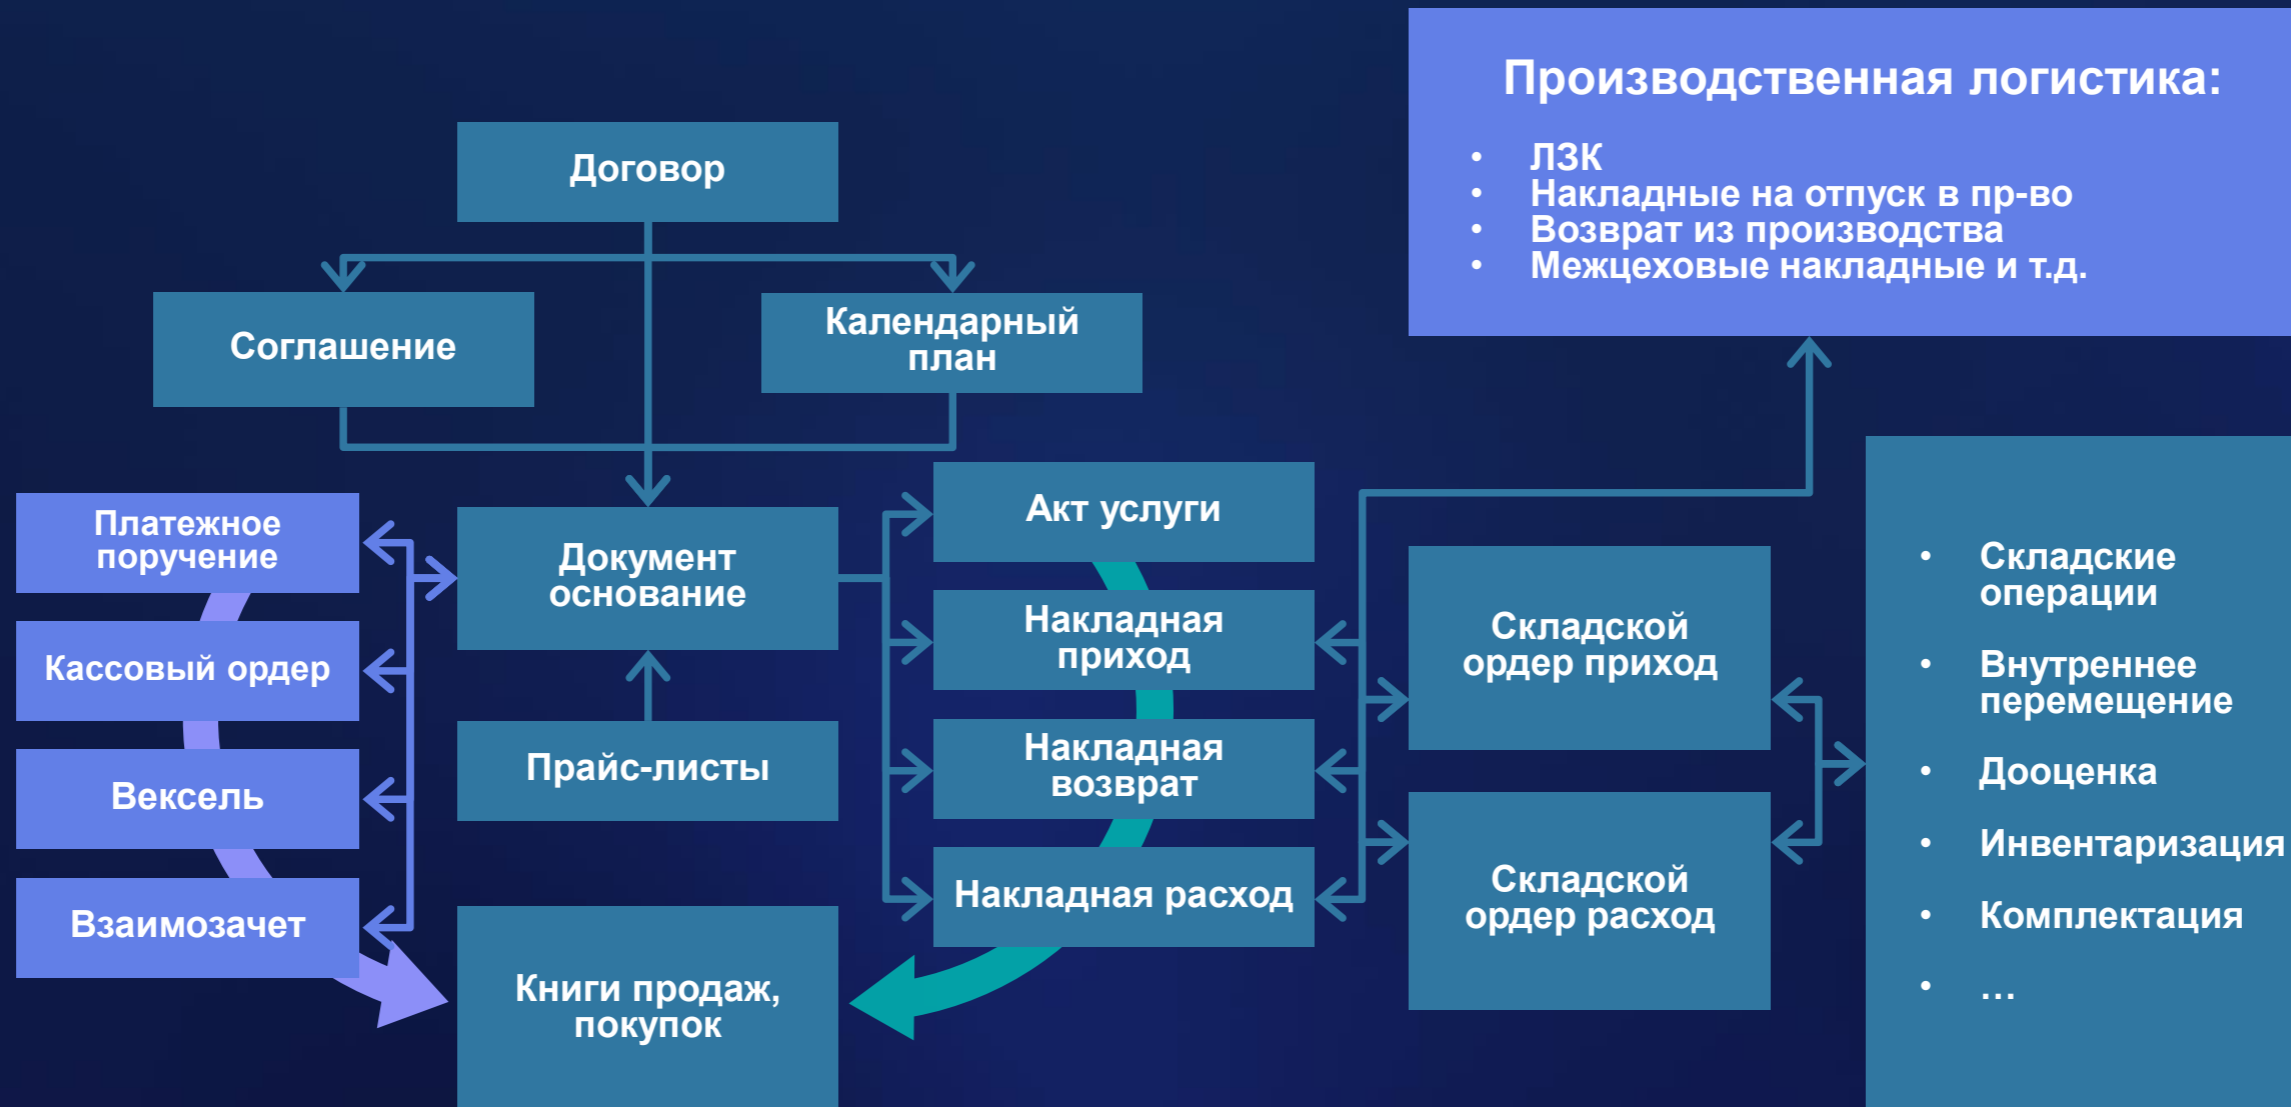 Производственная логистика:
• ЛЗК
• Накладные на отпуск в пр-во
• Возврат из производства
• Межцеховые накладные и т.д.
Договор
Соглашение
Календарный
план
Платежное
поручение
Кассовый ордер
Вексель
Взаимозачет
Документ
основание
Прайс-листы
Книги продаж,
покупок
Акт услуги
Накладная
приход
Накладная
возврат
Накладная расход
Складской
ордер приход
Складской
ордер расход
• Складские
операции
• Внутреннее
перемещение
• Дооценка
• Инвентаризация
• Комплектация
• …